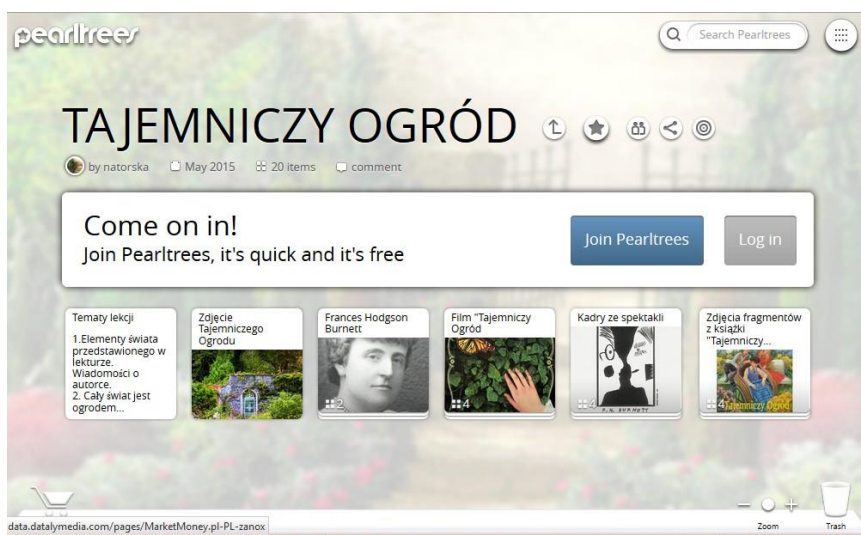 pearltrees
Search Pearltrees
TAJEMNICZY OGRÓD
by natorska May 2015 20 items comment
Come on in!
Join Pearltrees, it's quick and it's free
Join Pearltrees
Log in
Tematy lekcji
1.Elementy świata
przedstawionego w
lekturze.
Wiadomości o
autorce.
2. Cały świat jest
ogrodem...
Zdjęcie
Tajemniczego
Ogrodu
Frances Hodgson
Burnett
2
Film "Tajemniczy
Ogród
4
Kadry ze spektakli
4
F. H. BURNETT
Zdjęcia fragmentów
z książki
"Tajemniczy...
4
Tajemniczy Ogród
data.datalymedia.com/pages/MarketMoney.pl-PL-zanox
Zoom
Trash